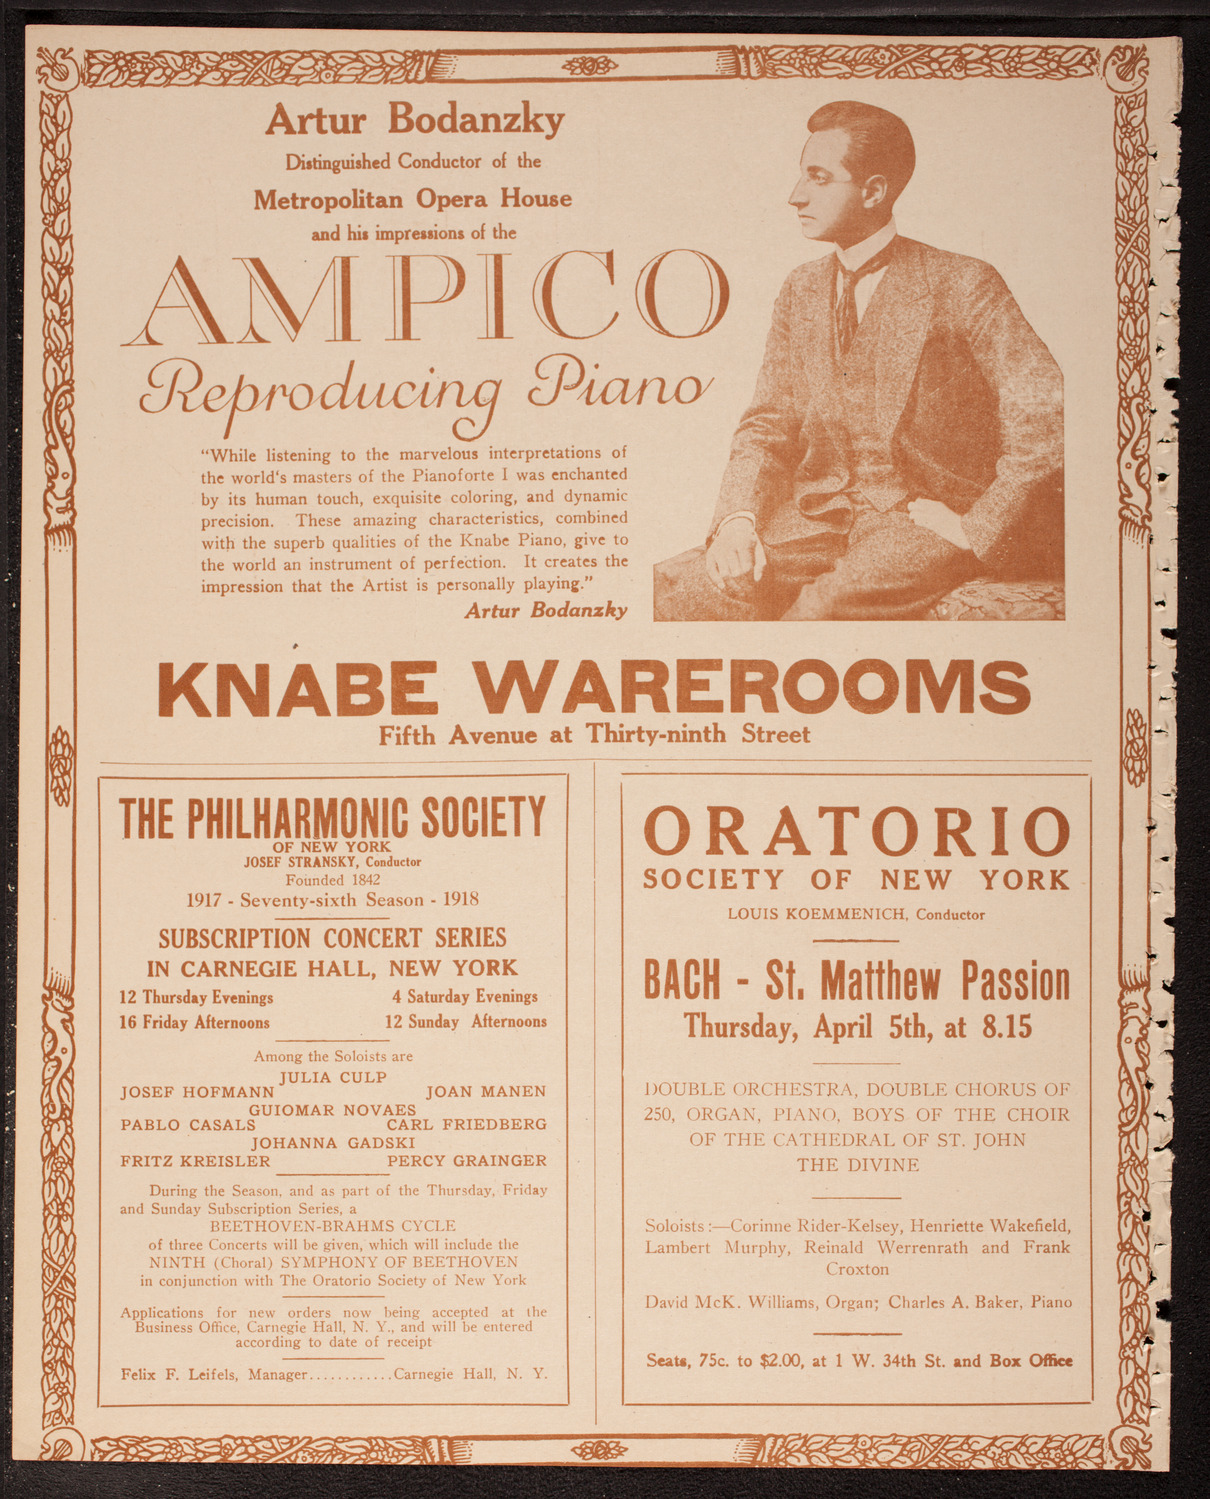 Artur Bodanzky
Distinguished Conductor of the
Metropolitan Opera House
and his impressions of the
AMPICO
Reproducing Piano
“While listening to the marvelous interpretations of
the world‘s masters of the Pianoforte I was enchanted
by its human touch, exquisite coloring, and dynamic
precision. These amazing characteristics, combined
with the superb qualities of the Knabe Piano, give to
the world an instrument of perfection. It creates the
impression that the Artist is personally playing.”
Artur Bodanzky
KNABE WAREROOMS
Fifth Avenue at Thirty-ninth Street
THE PHILHARMONIC SOCIETY
OF NEW YORK
JOSEF STRANSKY, Conductor
Founded 1842
1917 - Seventy-sixth Season - 1918
SUBSCRIPTION CONCERT SERIES
IN CARNEGIE HALL, NEW YORK
12 Thursday Evenings 4 Saturday Evenings
16 Friday Afternoons 12 Sunday Afternoons
Among the Soloists are
JULIA CULP
JOSEF HOFMANN JOAN MANEN
GUIOMAR NOVAES
PABLO CASALS CARL FRIEDBERG
JOHANNA GADSKI
FRITZ KREISLER PERCY GRAINGER
During the Season, and as part of the Thursday, Friday
and Sunday Subscription Series, a
BEETHOVEN-BRAHMS CYCLE
of three Concerts will be given, which will include the
NINTH (Choral) SYMPHONY OF BEETHOVEN
in conjunction with The Oratorio Society of New York
Applications for new orders now being accepted at the
Business Office, Carnegie Hall, N. Y., and will be entered
according to date of receipt
Felix F. Leifels, Manager............Carnegie Hall, N. Y.
ORATORIO
SOCIETY OF NEW YORK
LOUIS KOEMMENICH, Conductor
BACH - St. Matthew Passion
Thursday, April 5th, at 8.15
DOUBLE ORCHESTRA, DOUBLE CHORUS OF
250, ORGAN, PIANO, BOYS OF THE CHOIR
OF THE CATHEDRAL OF ST. JOHN
THE DIVINE
Soloists:—Corinne Rider-Kelsey, Henriette Wakefield,
Lambert Murphy, Reinald Werrenrath and Frank
Croxton
David McK. Williams, Organ; Charles A. Baker, Piano
Seats, 75c. to $2.00, at 1 W. 34th St. and Box Office